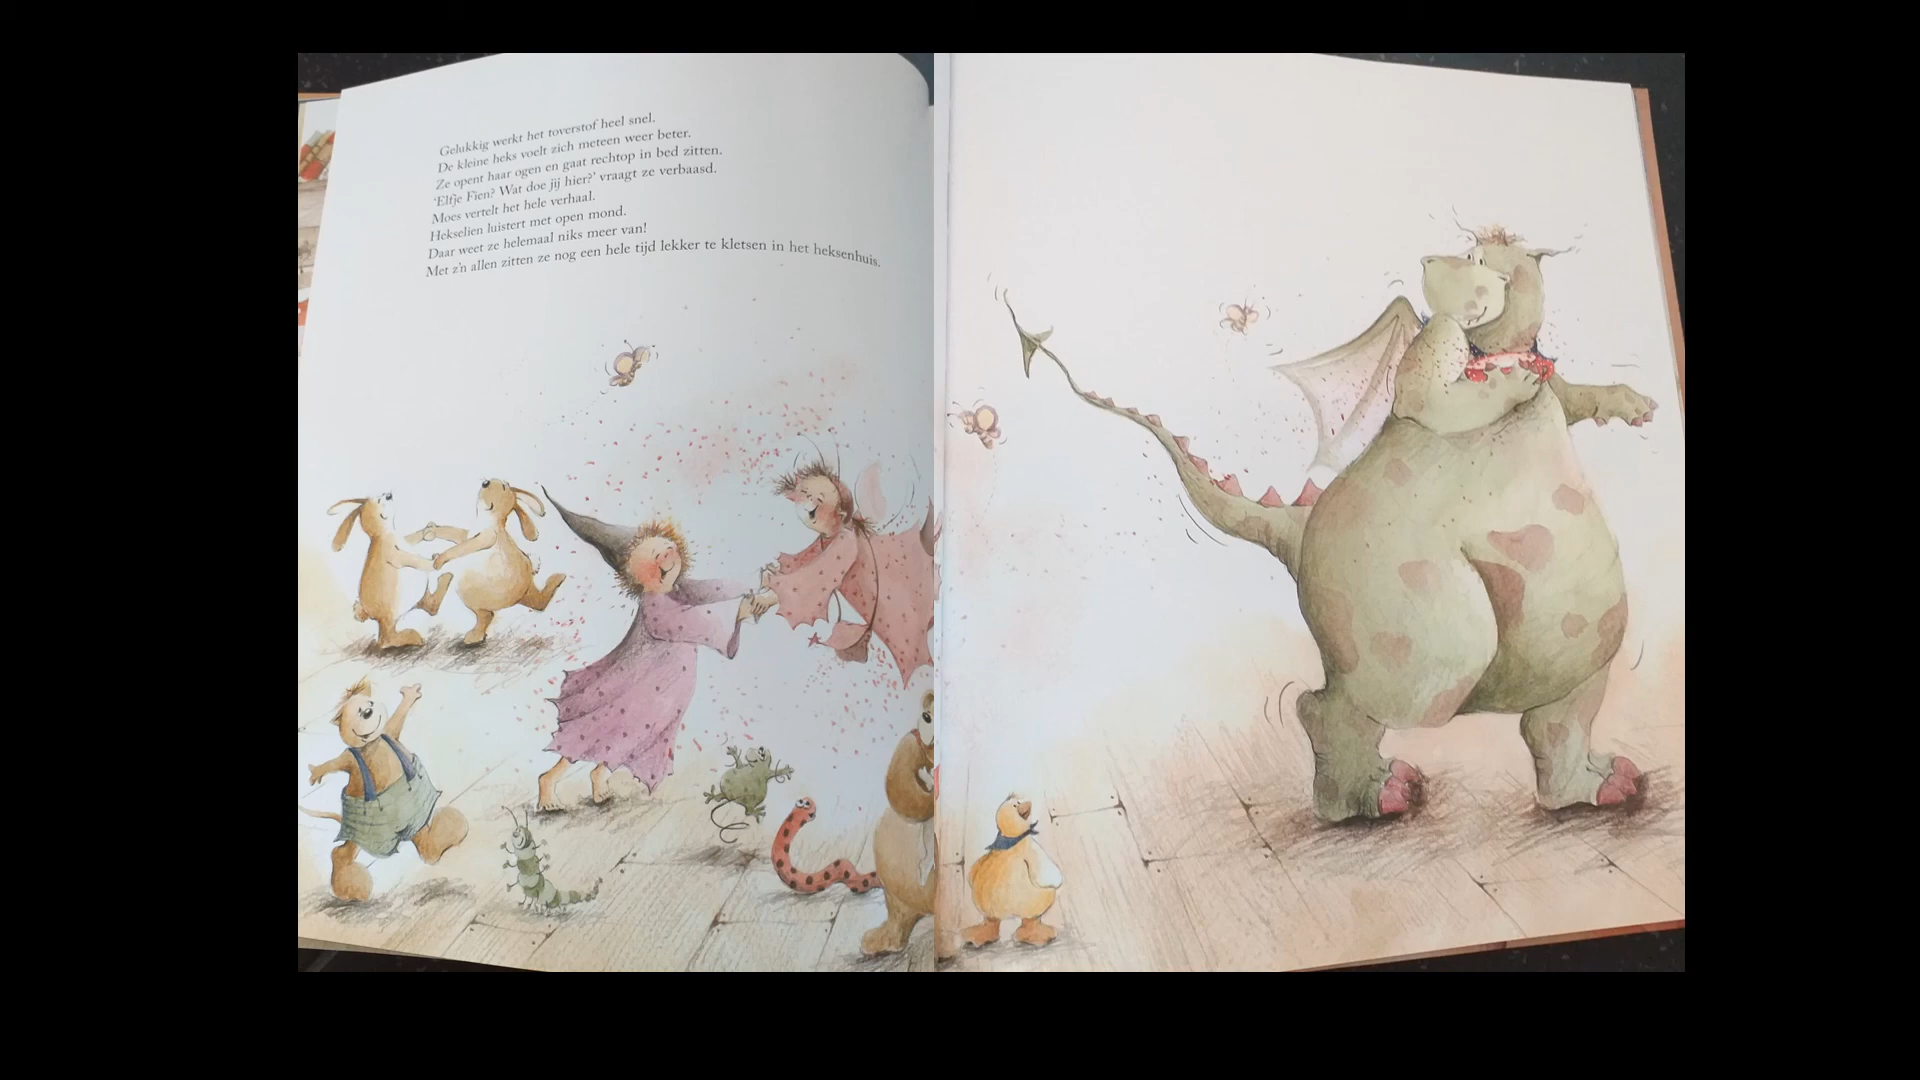 Gelukkig werkt het toverstof heel snel.
De kleine heks voelt zich meteen weer beter.
Ze opent haar ogen en gaat rechtop in bed zitten.
'Elfje Fien? Wat doe jij hier?' vraagt ze verbaasd.
Moes vertelt het hele verhaal.
Hekselien luistert met open mond.
Daar weet ze helemaal niks meer van!
Met z'n allen zitten ze nog een hele tijd lekker te kletsen in het heksenhuis.